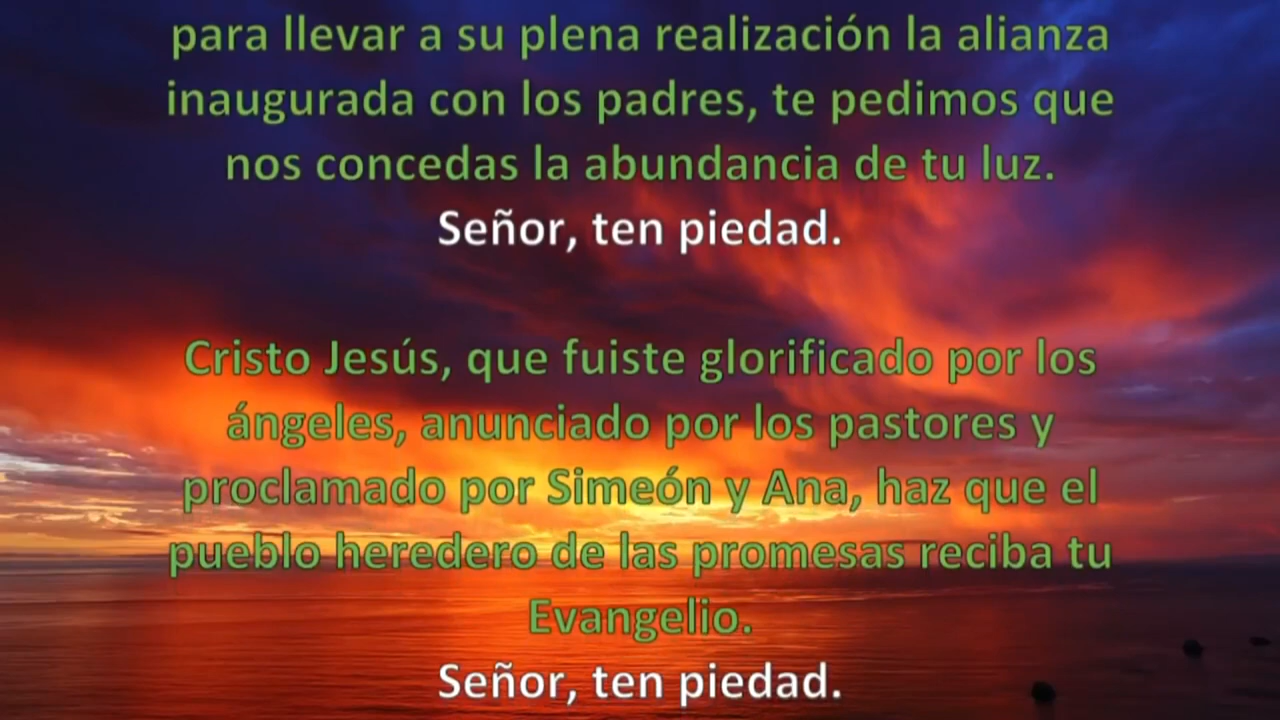 para llevar a su plena realización la alianza
inaugurada con los padres, te pedimos que
nos concedas la abundancia de tu luz.
Señor, ten piedad.
Cristo Jesús, que fuiste glorificado por los
ángeles, anunciado por los pastores y
proclamado por Simeón y Ana, haz que el
pueblo heredero de las promesas reciba tu
Evangelio.
Señor, ten piedad.